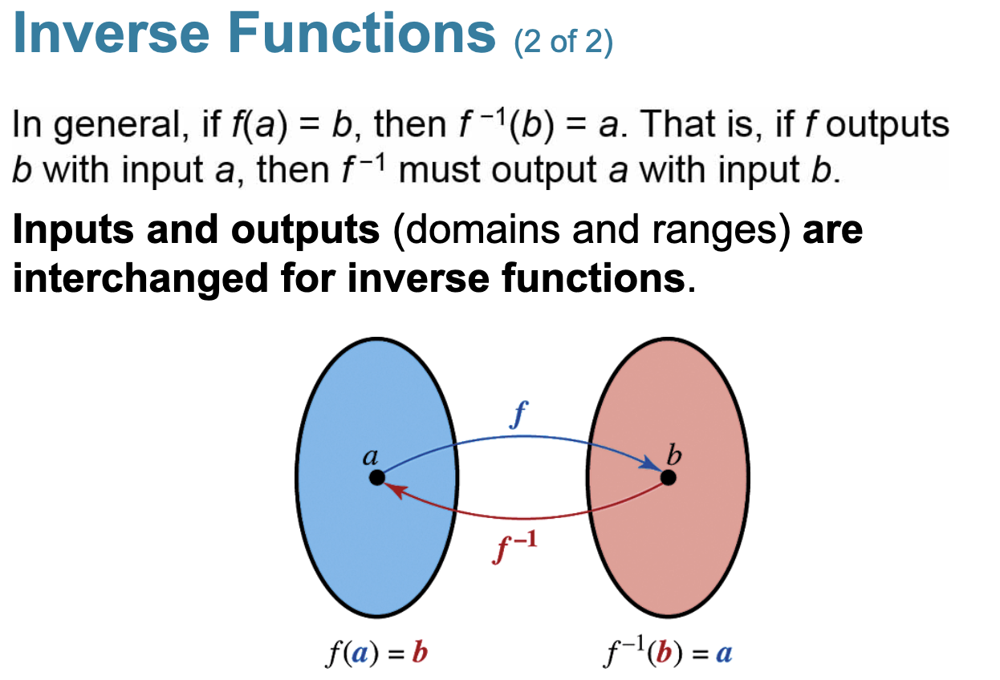 Inverse Functions (2 of 2)
In general, if f(a) = b, then f⁻¹(b) = a. That is, if f outputs
b with input a, then f⁻¹ must output a with input b.
Inputs and outputs (domains and ranges) are
interchanged for inverse functions.
f
a
b
f⁻¹
f(a) = b
f⁻¹(b) = a